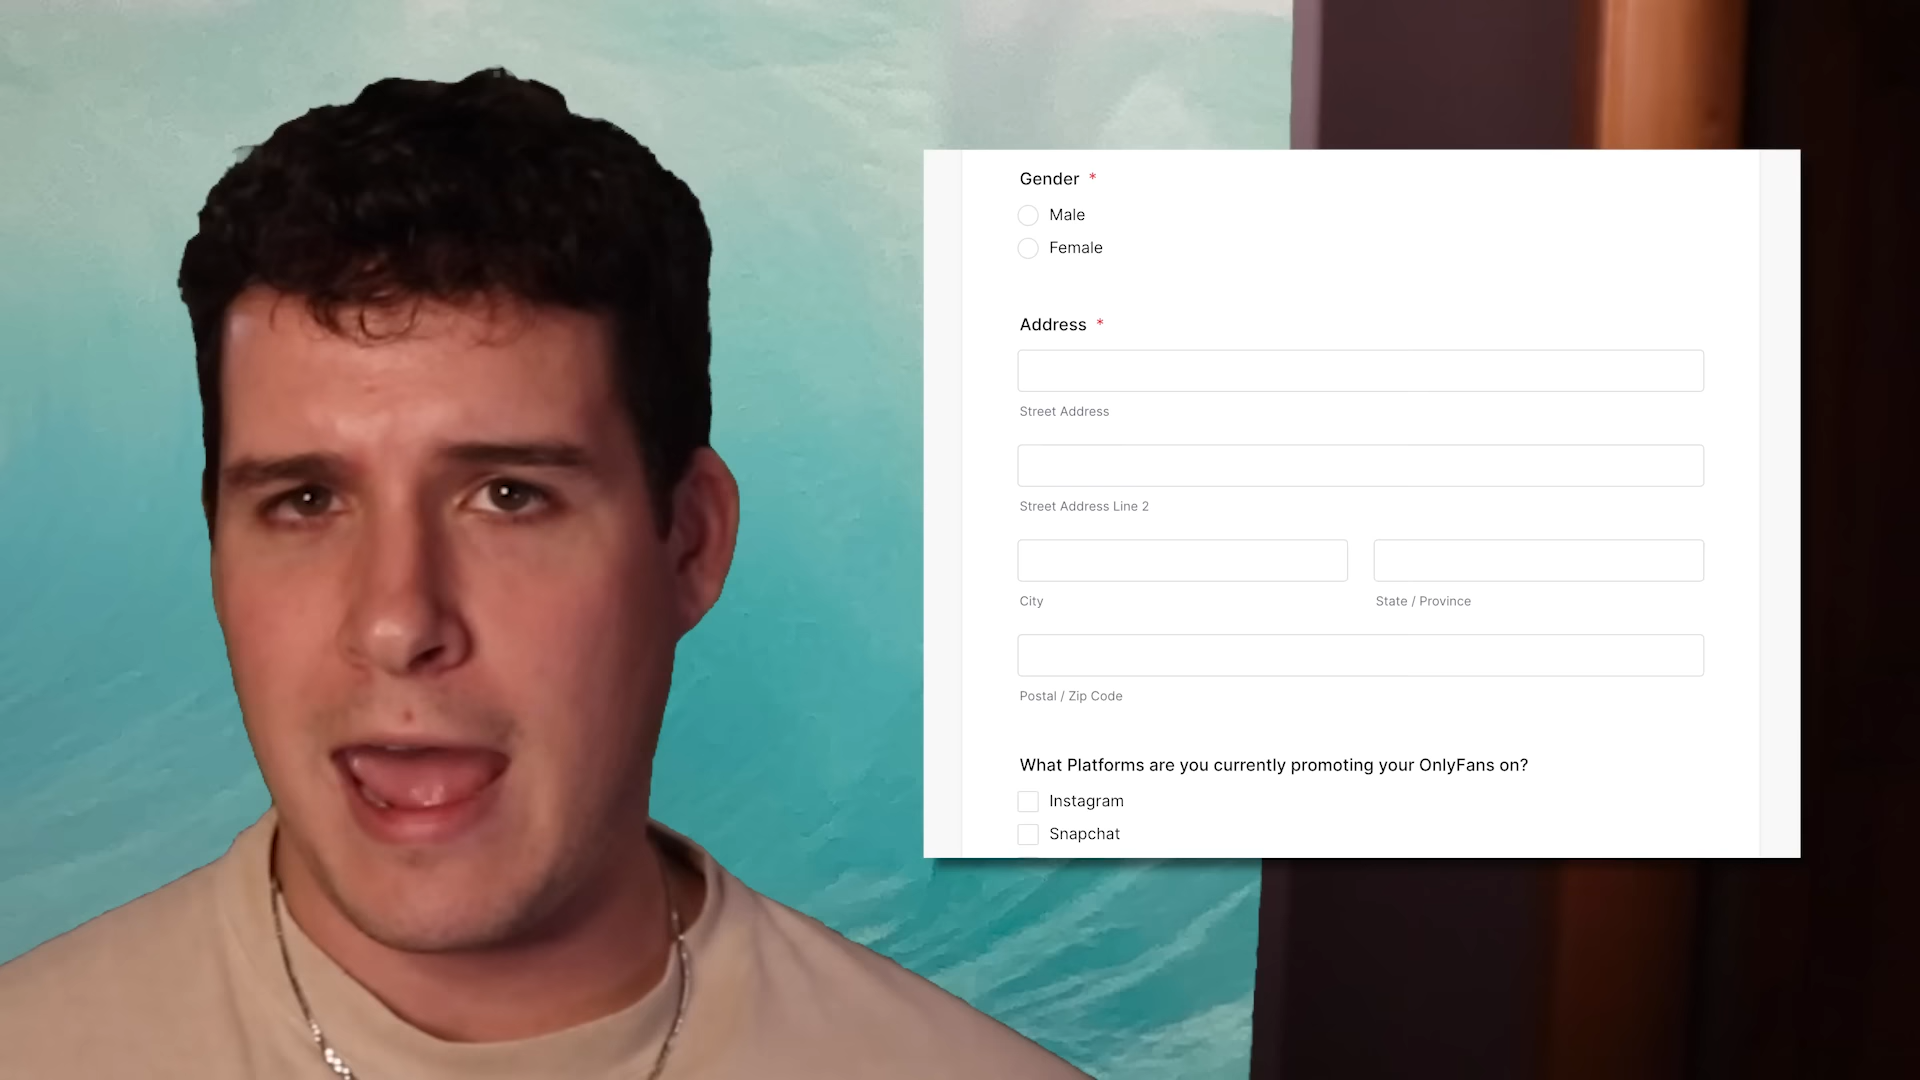 Gender *
Male
Female
Address *
Street Address
Street Address Line 2
City
State / Province
Postal / Zip Code
What Platforms are you currently promoting your OnlyFans on?
Instagram
Snapchat